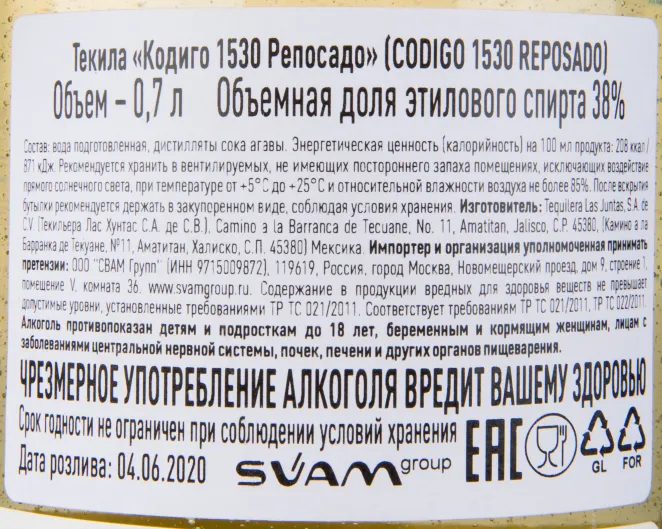 Текила «Кодиго 1530 Репосадо» (CODIGO 1530 REPOSADO)
Объем – 0,7 л Объемная доля этилового спирта 38%
Состав: вода подготовленная, дистилляты сока агавы. Энергетическая ценность (калорийность) на 100 мл продукта: 208 ккал/
871 кДж. Рекомендуется хранить в вентилируемых, не имеющих постороннего запаха помещениях, исключающих воздействие
прямого солнечного света, при температуре от +5°С до +25°С и относительной влажности воздуха не более 85%. После вскрытия
бутылки рекомендуется держать в закупоренном виде, соблюдая условия хранения. Изготовитель: Tequilera Las Juntas, S.A. de
C.V. (Текильера Лас Хунтас С.А. де С.В.), Camino a la Barranca de Tecuane, No. 11, Amatitan, Jalisco, C.P. 45380, (Камино а ла
Барранка де Текуане, №11, Аматитан, Халиско, С.П. 45380) Мексика. Импортер и организация уполномоченная принимать
претензии: ООО "СВАМ Групп" (ИНН 9715009872), 119619, Россия, город Москва, Новомещерский проезд, дом 9, строение 1,
помещение V, комната 36. www.svamgroup.ru. Содержание в продукции вредных для здоровья веществ не превышает
допустимые уровни, установленные требованиями ТР ТС 021/2011. Соответствует требованиям ТР ТС 021/2011, ТР ТС 022/2011.
Алкоголь противопоказан детям и подросткам до 18 лет, беременным и кормящим женщинам, лицам с
заболеваниями центральной нервной системы, почек, печени и других органов пищеварения.
ЧРЕЗМЕРНОЕ УПОТРЕБЛЕНИЕ АЛКОГОЛЯ ВРЕДИТ ВАШЕМУ ЗДОРОВЬЮ
Срок годности не ограничен при соблюдении условий хранения
Дата розлива: 04.06.2020
SVAM group
EAC
GL
FOR